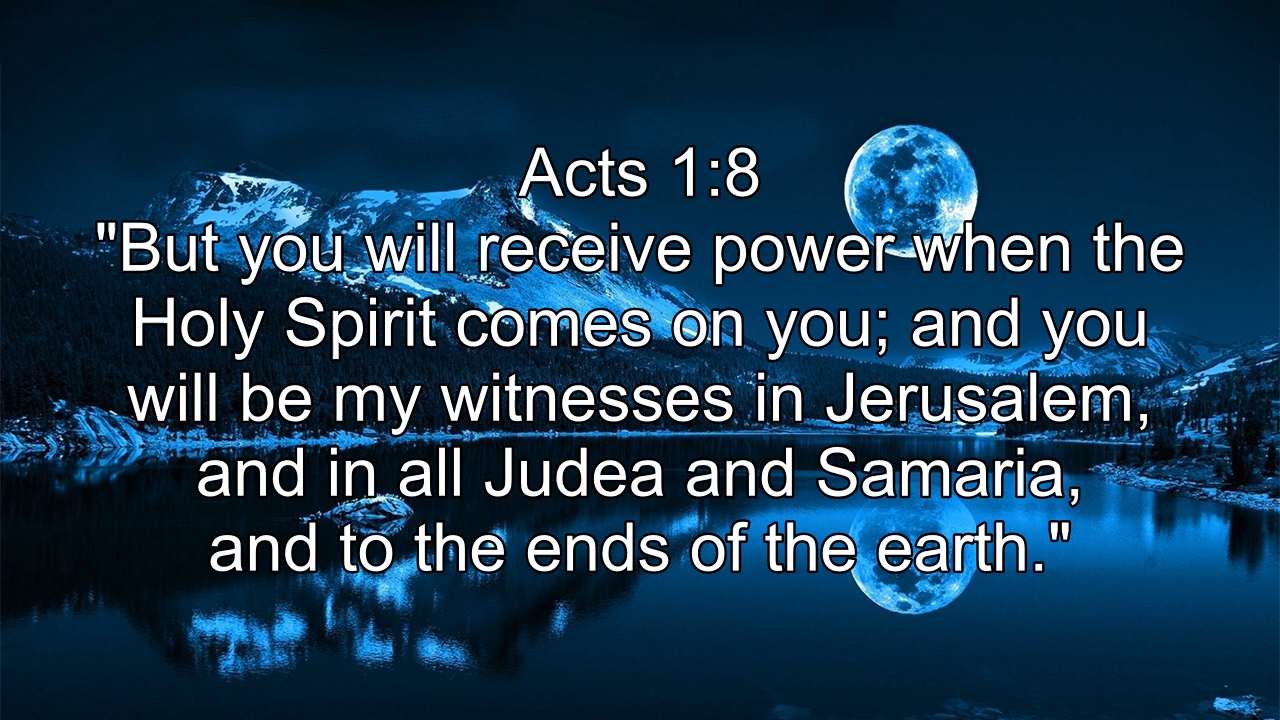 Acts 1:8
"But you will receive power when the
Holy Spirit comes on you; and you
will be my witnesses in Jerusalem,
and in all Judea and Samaria,
and to the ends of the earth."